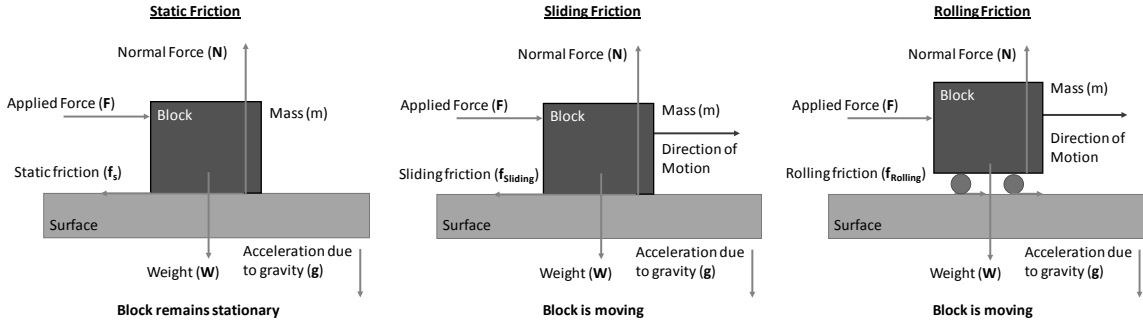 Static Friction
Normal Force (N)
Applied Force (F)
Block
Mass (m)
Static friction (fs)
Surface
Weight (W)
Acceleration due
to gravity (g)
Block remains stationary
Sliding Friction
Normal Force (N)
Applied Force (F)
Block
Mass (m)
Direction of
Motion
Sliding friction (fSliding)
Surface
Weight (W)
Acceleration due
to gravity (g)
Block is moving
Rolling Friction
Normal Force (N)
Applied Force (F)
Block
Mass (m)
Direction of
Motion
Rolling friction (fRolling)
Surface
Weight (W)
Acceleration due
to gravity (g)
Block is moving